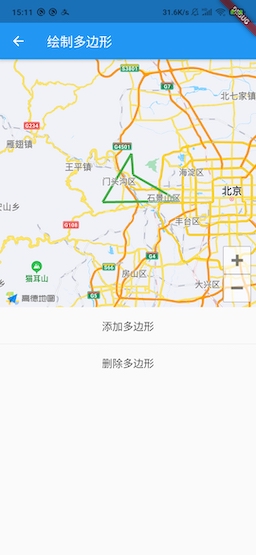 15:11
31.6K/s
DEBUG
绘制多边形
S3801
G7
北七家镇
G234
雁翅镇
G4501
王平镇
海淀区
门头沟区
北京
石景山区
G108
丰台区
S66
G4
房山区
猫耳山
大兴区
G5
高德地图
+
−
添加多边形
删除多边形